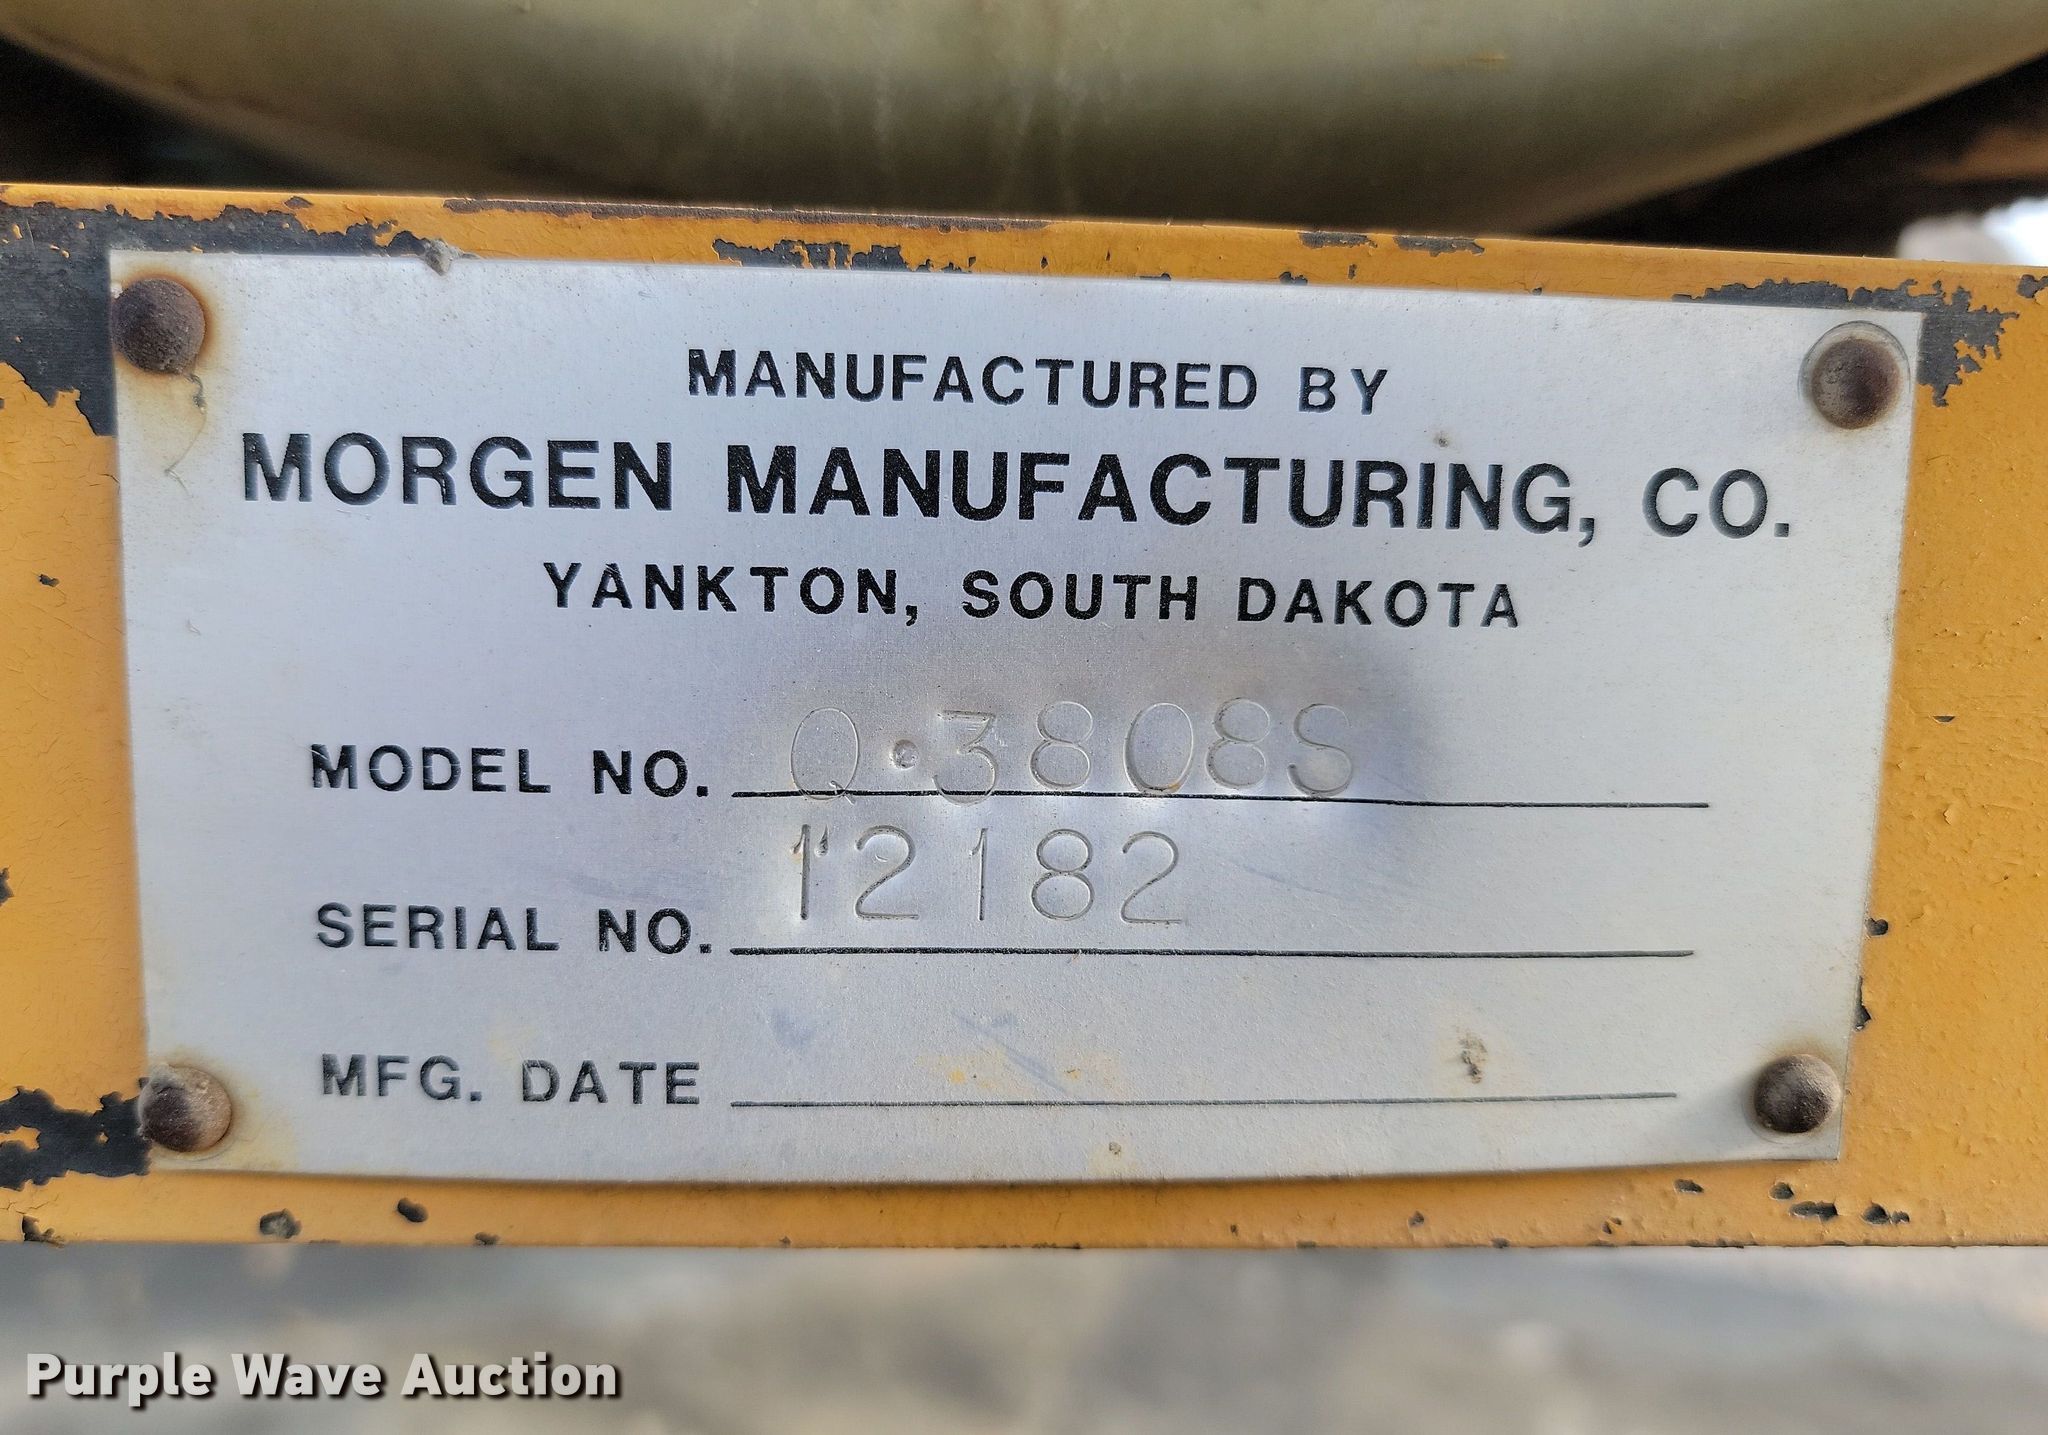 MANUFACTURED BY
MORGEN MANUFACTURING, CO.
YANKTON, SOUTH DAKOTA
MODEL NO. Q·3808S
SERIAL NO. 12182
MFG. DATE
Purple Wave Auction